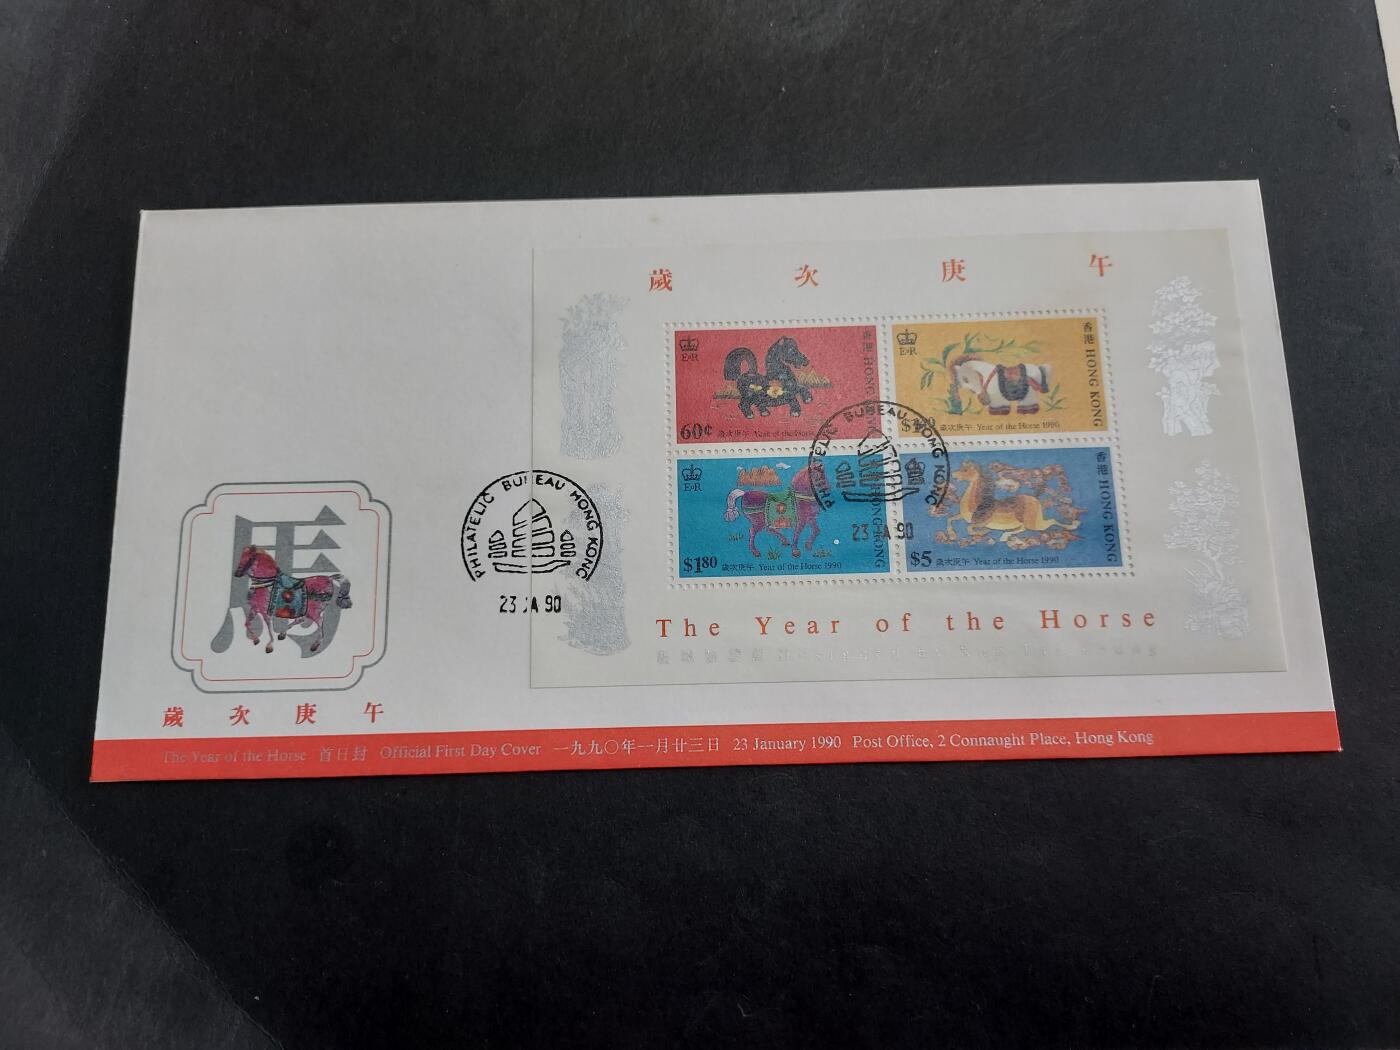 歲次庚午
E R
60¢ 歲次庚午 Year of the Horse
香港 HONG KONG
E R
歲次庚午 Year of the Horse 1990
香港 HONG KONG
E R
$1.80 歲次庚午 Year of the Horse 1990
HONG KONG
$5 歲次庚午 Year of the Horse 1990
香港 HONG KONG
PHILATELIC BUREAU HONG KONG
23 JA 90
The Year of the Horse
PHILATELIC BUREAU HONG KONG
23 JA 90
馬
歲次庚午
The Year of the Horse 首日封 Official First Day Cover 一九九〇年一月廿三日 23 January 1990 Post Office, 2 Connaught Place, Hong Kong